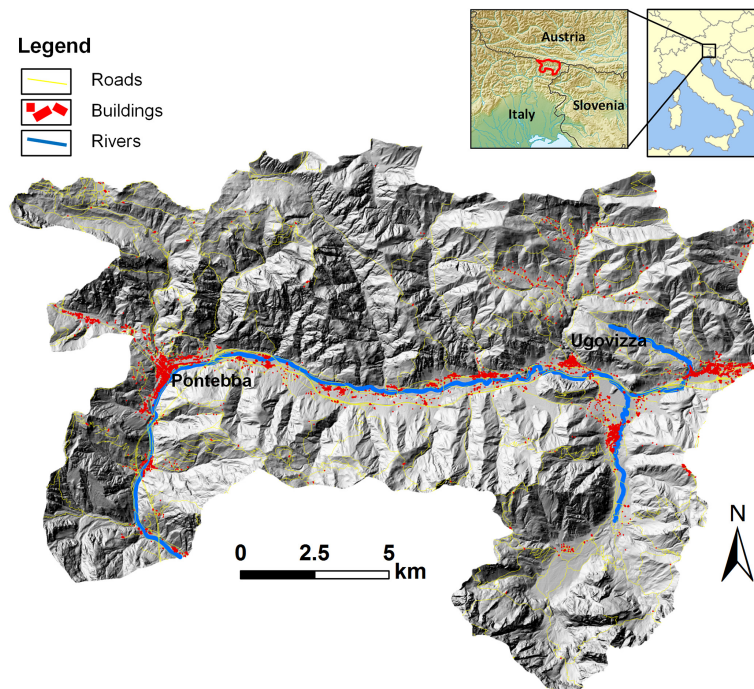 Legend
Roads
Buildings
Rivers
Austria
Italy
Slovenia
Ugovizza
Pontebba
0 2.5 5
km
N